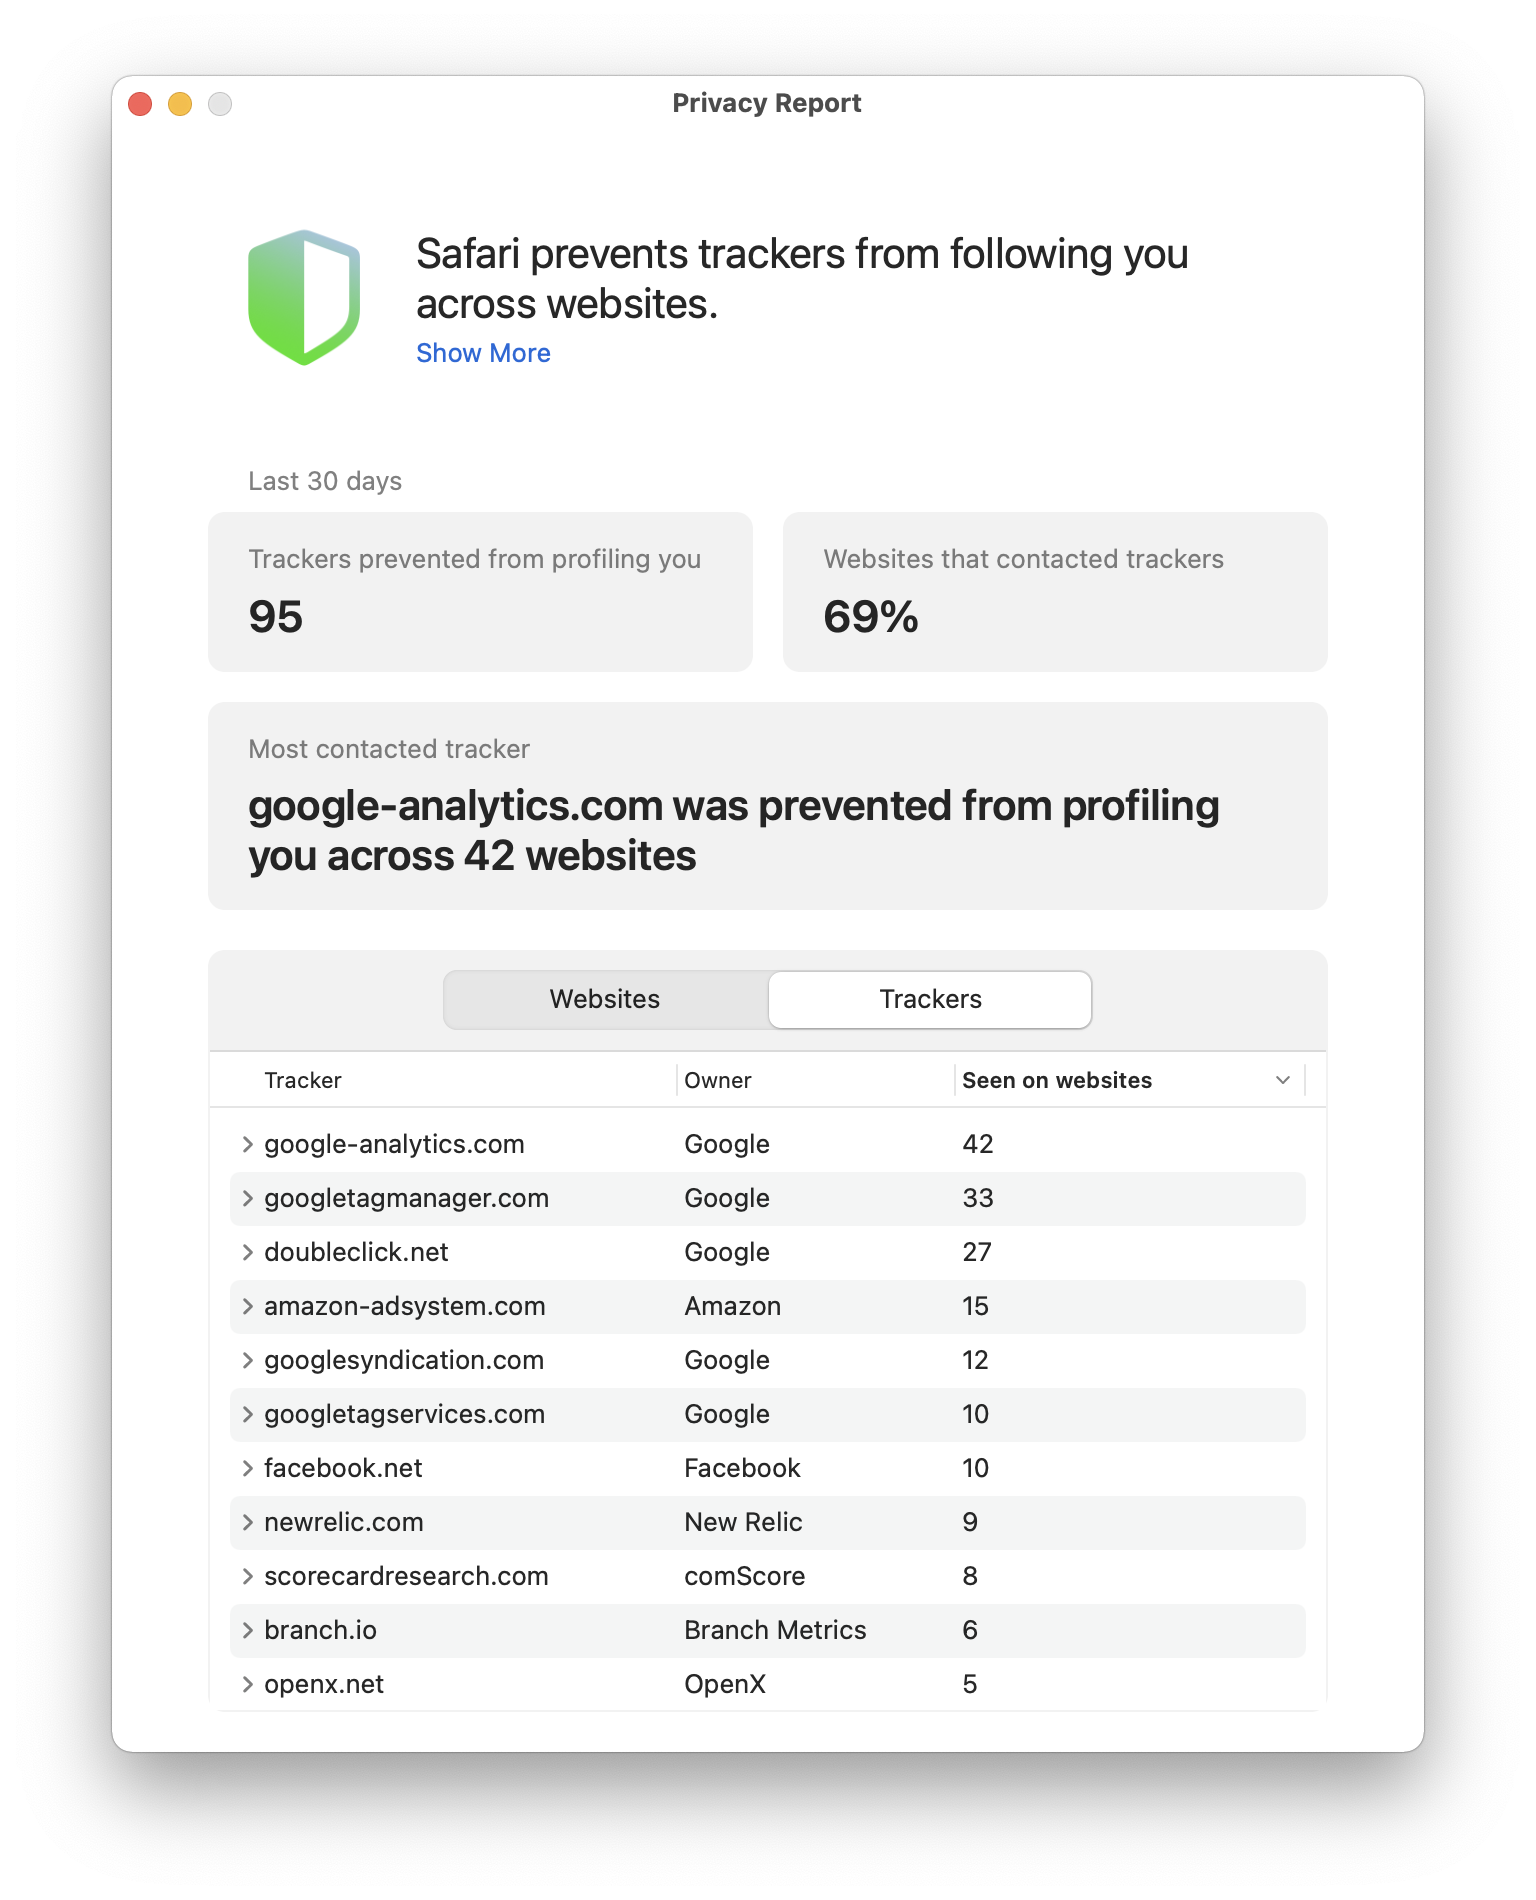 Privacy Report
Safari prevents trackers from following you
across websites.
Show More
Last 30 days
Trackers prevented from profiling you
95
Websites that contacted trackers
69%
Most contacted tracker
google-analytics.com was prevented from profiling
you across 42 websites
Websites Trackers
Tracker Owner Seen on websites
google-analytics.com Google 42
googletagmanager.com Google 33
doubleclick.net Google 27
amazon-adsystem.com Amazon 15
googlesyndication.com Google 12
googletagservices.com Google 10
facebook.net Facebook 10
newrelic.com New Relic 9
scorecardresearch.com comScore 8
branch.io Branch Metrics 6
openx.net OpenX 5